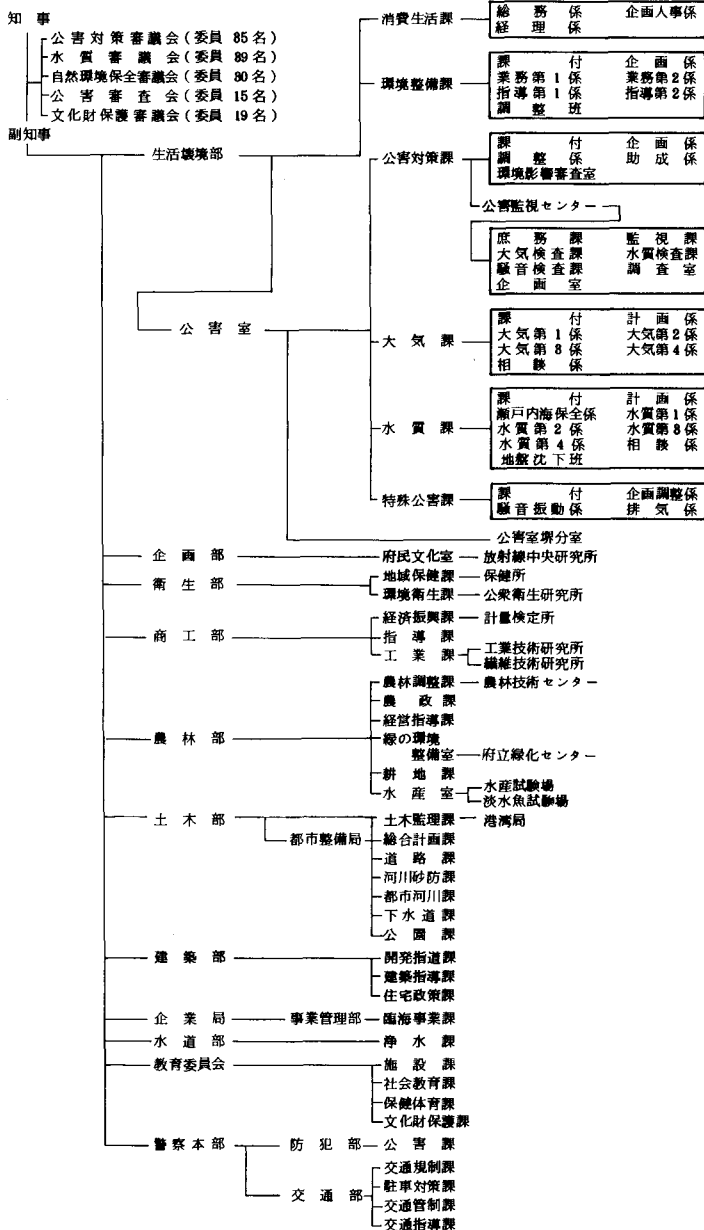 知事
公害対策審議会(委員 85名)
水質審議会(委員 89名)
自然環境保全審議会(委員 80名)
公害審査会(委員 15名)
文化財保護審議会(委員 19名)
副知事
生活環境部
消費生活課
総務係 企画人事係
経理係
環境整備課
課付 企画係
業務第1係 業務第2係
指導第1係 指導第2係
調整班
公害対策課
課付 企画係
調整係 助成係
環境影響審査室
公害監視センター
庶務課 監視課
大気検査課 水質検査課
騒音検査課 調査室
企画室
公害室
大気課
課付 計画係
大気第1係 大気第2係
大気第3係 大気第4係
相談係
水質課
課付 計画係
瀬戸内海保全係 水質第1係
水質第2係 水質第3係
水質第4係 相談係
地盤沈下班
特殊公害課
課付 企画調整係
騒音振動係 排気係
公害室堺分室
企画部 府民文化室 放射線中央研究所
衛生部
地域保健課 保健所
環境衛生課 公衆衛生研究所
商工部
経済振興課 計量検定所
指導課
工業課
工業技術研究所
繊維技術研究所
農林部
農林調整課 農林技術センター
農政課
経営指導課
緑の環境
整備室 府立緑化センター
耕地課
水産室
水産試験場
淡水魚試験場
土木部
土木監理課 港湾局
都市整備局 総合計画課
道路課
河川砂防課
都市河川課
下水道課
公園課
建築部
開発指道課
建築指導課
住宅政策課
企業局 事業管理部 臨海事業課
水道部 浄水課
教育委員会
施設課
社会教育課
保健体育課
文化財保護課
警察本部 防犯部 公害課
交通部
交通規制課
駐車対策課
交通管制課
交通指導課